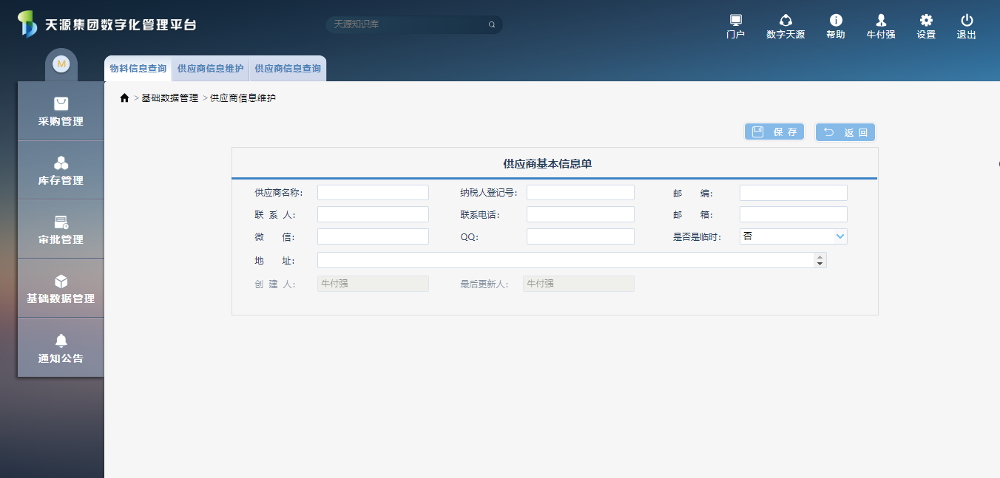 天源集团数字化管理平台
天源知识库
门户 数字天源 帮助 牛付强 设置 退出
M
物料信息查询 供应商信息维护 供应商信息查询
>基础数据管理 >供应商信息维护
采购管理
库存管理
审批管理
基础数据管理
通知公告
保 存 返 回
供应商基本信息单
供应商名称: 纳税人登记号: 邮 编:
联 系 人: 联系电话: 邮 箱:
微 信: QQ: 是否是临时: 否
地 址:
创 建 人: 牛付强 最后更新人: 牛付强